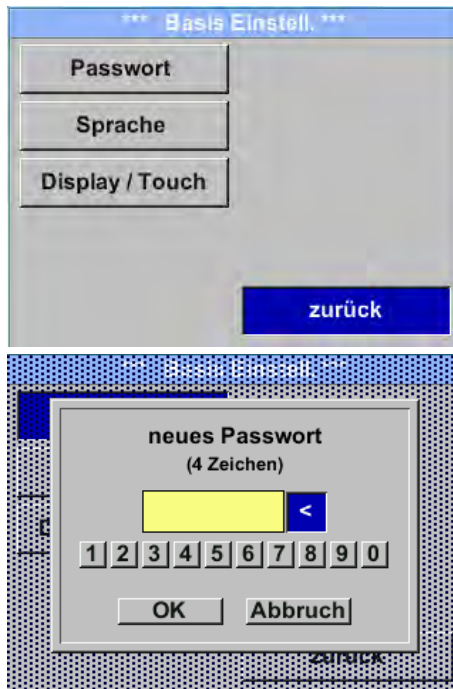 *** Basis Einstell. ***
Passwort
Sprache
Display / Touch
zurück
*** Basis Einstell. ***
neues Passwort
(4 Zeichen)
<
1 2 3 4 5 6 7 8 9 0
OK Abbruch
zurück